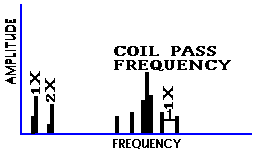 AMPLITUDE
1X
2X
COIL PASS
FREQUENCY
1X
FREQUENCY